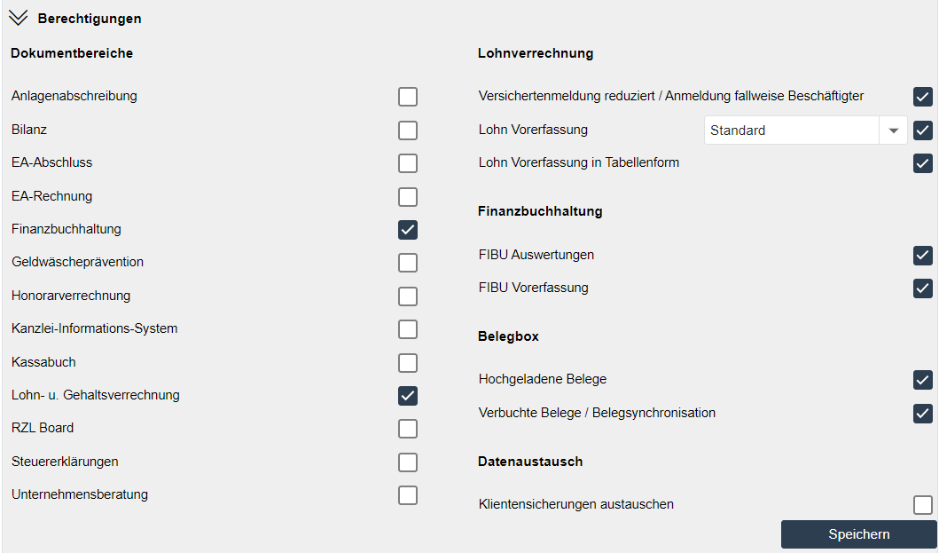 Berechtigungen
Dokumentbereiche
Anlagenabschreibung
Bilanz
EA-Abschluss
EA-Rechnung
Finanzbuchhaltung
Geldwäscheprävention
Honorarverrechnung
Kanzlei-Informations-System
Kassabuch
Lohn- u. Gehaltsverrechnung
RZL Board
Steuererklärungen
Unternehmensberatung
Lohnverrechnung
Versichertenmeldung reduziert / Anmeldung fallweise Beschäftigter
Lohn Vorerfassung Standard
Lohn Vorerfassung in Tabellenform
Finanzbuchhaltung
FIBU Auswertungen
FIBU Vorerfassung
Belegbox
Hochgeladene Belege
Verbuchte Belege / Belegsynchronisation
Datenaustausch
Klientensicherungen austauschen
Speichern